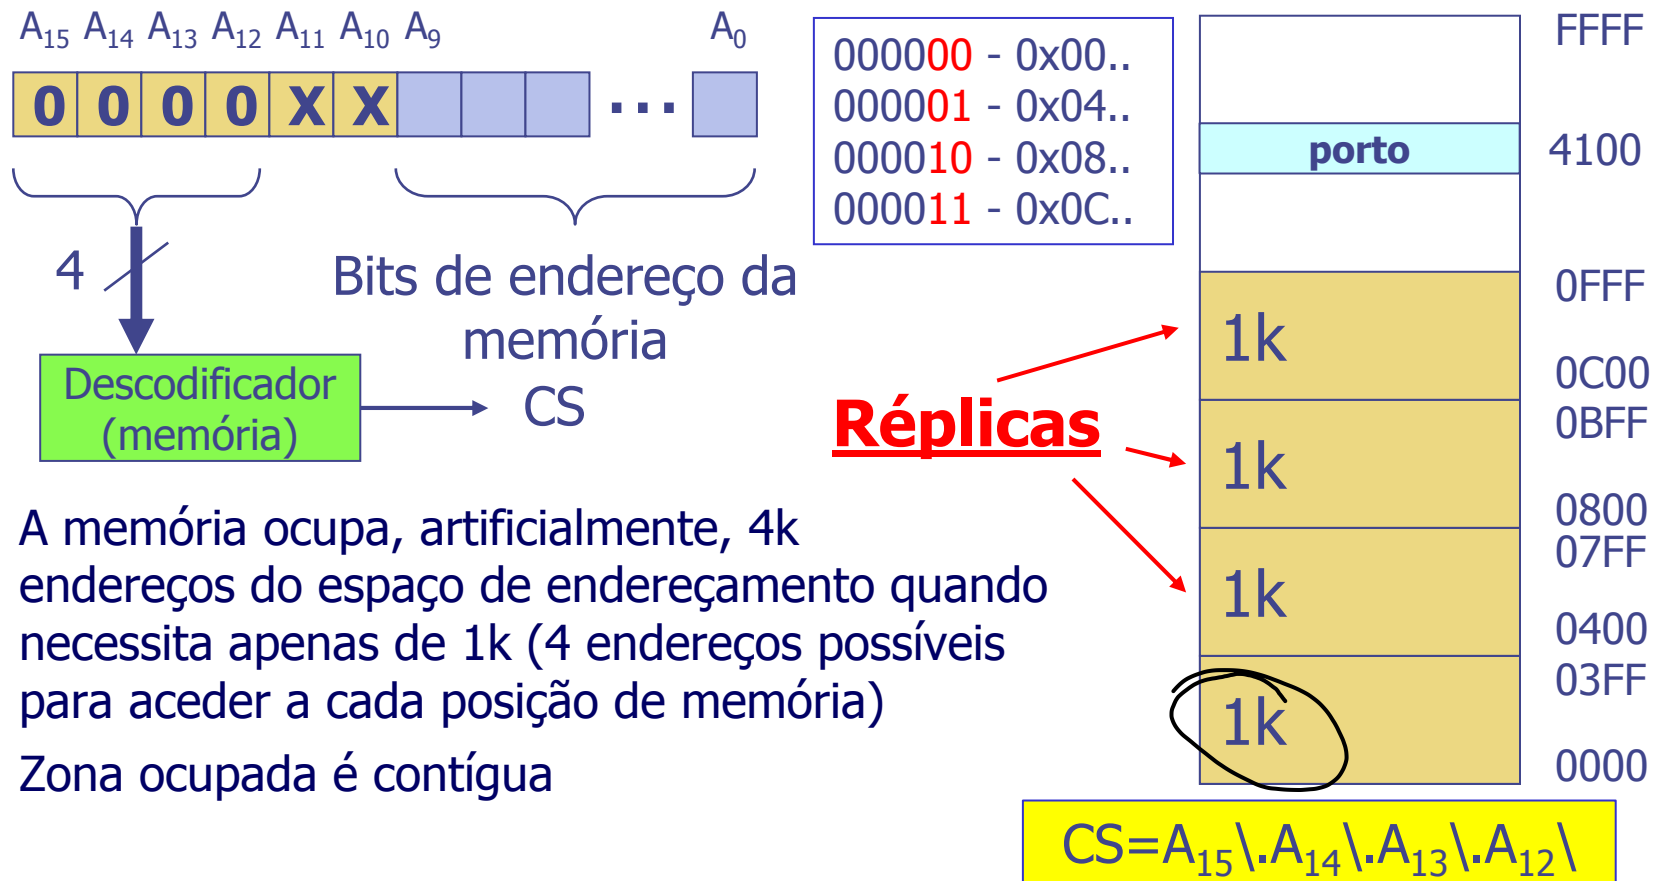 A15 A14 A13 A12 A11 A10 A9 A0
0 0 0 0 X X ...
4
Bits de endereço da
memória
Descodificador
(memória)
CS
000000 - 0x00..
000001 - 0x04..
000010 - 0x08..
000011 - 0x0C..
Réplicas
FFFF
porto 4100
0FFF
1k
0C00
0BFF
1k
0800
07FF
1k
0400
03FF
1k
0000
A memória ocupa, artificialmente, 4k
endereços do espaço de endereçamento quando
necessita apenas de 1k (4 endereços possíveis
para aceder a cada posição de memória)
Zona ocupada é contígua
CS=A15\.A14\.A13\.A12\